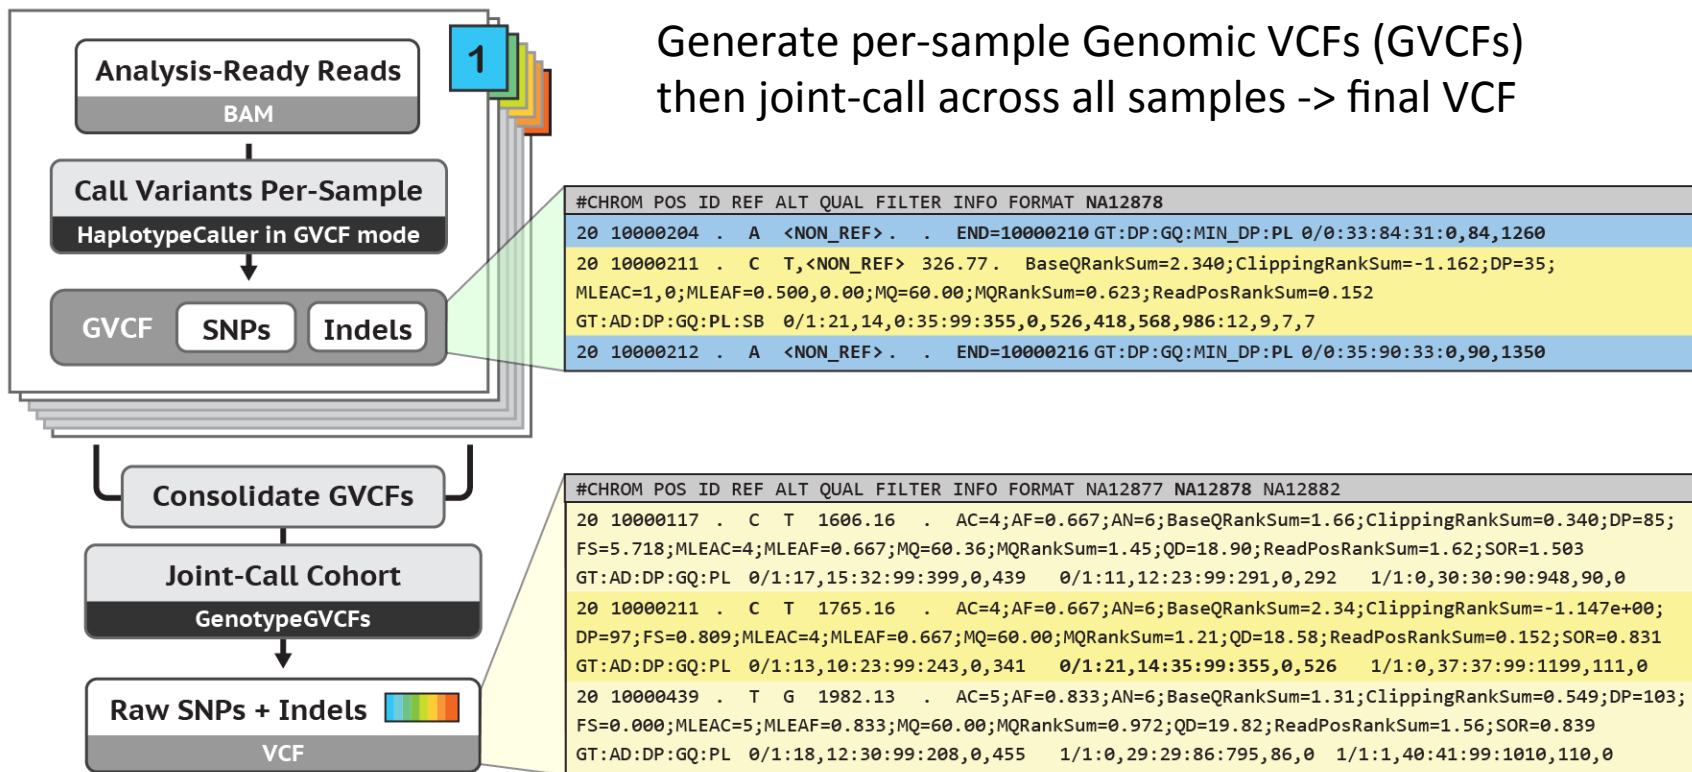 Generate per-sample Genomic VCFs (GVCFs)
then joint-call across all samples -> final VCF
1
Analysis-Ready Reads
BAM
Call Variants Per-Sample
HaplotypeCaller in GVCF mode
GVCF SNPs Indels
#CHROM POS ID REF ALT QUAL FILTER INFO FORMAT NA12878
20 10000204 . A <NON_REF> . . END=10000210 GT:DP:GQ:MIN_DP:PL 0/0:33:84:31:0,84,1260
20 10000211 . C T,<NON_REF> 326.77 . BaseQRankSum=2.340;ClippingRankSum=-1.162;DP=35;
MLEAC=1,0;MLEAF=0.500,0.00;MQ=60.00;MQRankSum=0.623;ReadPosRankSum=0.152
GT:AD:DP:GQ:PL:SB 0/1:21,14,0:35:99:355,0,526,418,568,986:12,9,7,7
20 10000212 . A <NON_REF> . . END=10000216 GT:DP:GQ:MIN_DP:PL 0/0:35:90:33:0,90,1350
Consolidate GVCFs
Joint-Call Cohort
GenotypeGVCFs
Raw SNPs + Indels
VCF
#CHROM POS ID REF ALT QUAL FILTER INFO FORMAT NA12877 NA12878 NA12882
20 10000117 . C T 1606.16 . AC=4;AF=0.667;AN=6;BaseQRankSum=1.66;ClippingRankSum=0.340;DP=85;
FS=5.718;MLEAC=4;MLEAF=0.667;MQ=60.36;MQRankSum=1.45;QD=18.90;ReadPosRankSum=1.62;SOR=1.503
GT:AD:DP:GQ:PL 0/1:17,15:32:99:399,0,439 0/1:11,12:23:99:291,0,292 1/1:0,30:30:90:948,90,0
20 10000211 . C T 1765.16 . AC=4;AF=0.667;AN=6;BaseQRankSum=2.34;ClippingRankSum=-1.147e+00;
DP=97;FS=0.809;MLEAC=4;MLEAF=0.667;MQ=60.00;MQRankSum=1.21;QD=18.58;ReadPosRankSum=0.152;SOR=0.831
GT:AD:DP:GQ:PL 0/1:13,10:23:99:243,0,341 0/1:21,14:35:99:355,0,526 1/1:0,37:37:99:1199,111,0
20 10000439 . T G 1982.13 . AC=5;AF=0.833;AN=6;BaseQRankSum=1.31;ClippingRankSum=0.549;DP=103;
FS=0.000;MLEAC=5;MLEAF=0.833;MQ=60.00;MQRankSum=0.972;QD=19.82;ReadPosRankSum=1.56;SOR=0.839
GT:AD:DP:GQ:PL 0/1:18,12:30:99:208,0,455 1/1:0,29:29:86:795,86,0 1/1:1,40:41:99:1010,110,0